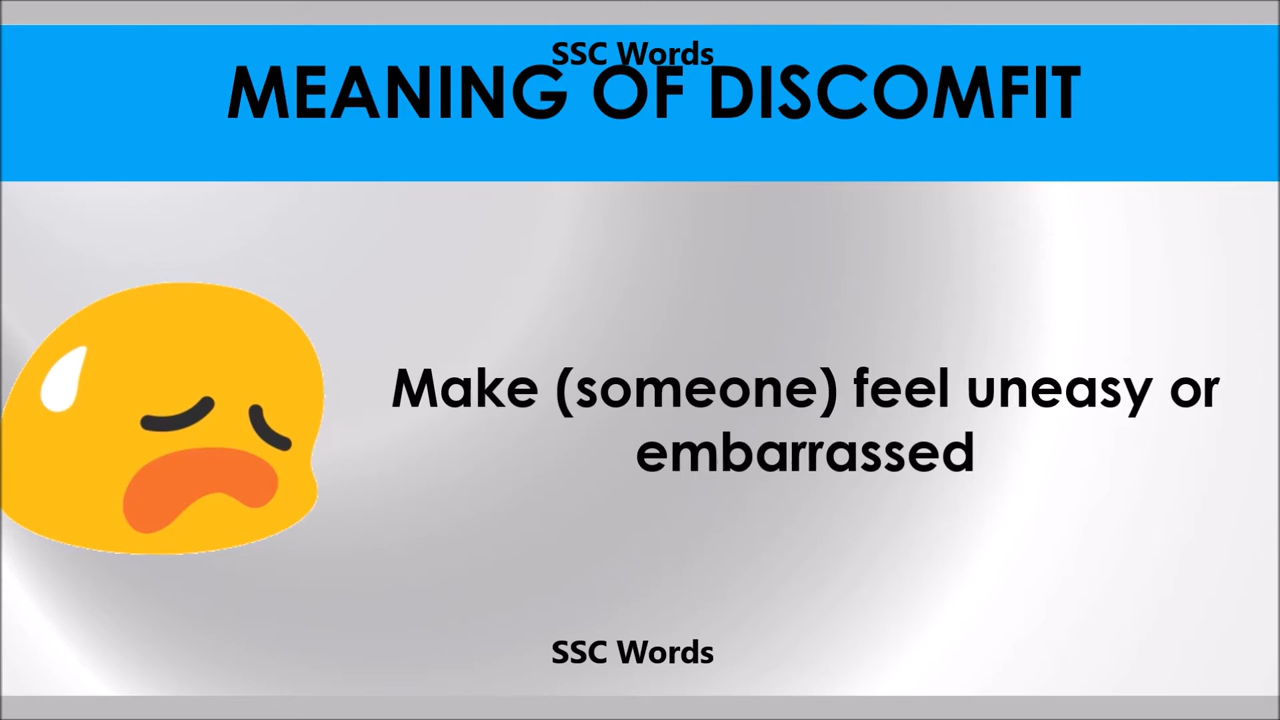 SSC Words
MEANING OF DISCOMFIT
Make (someone) feel uneasy or
embarrassed
SSC Words